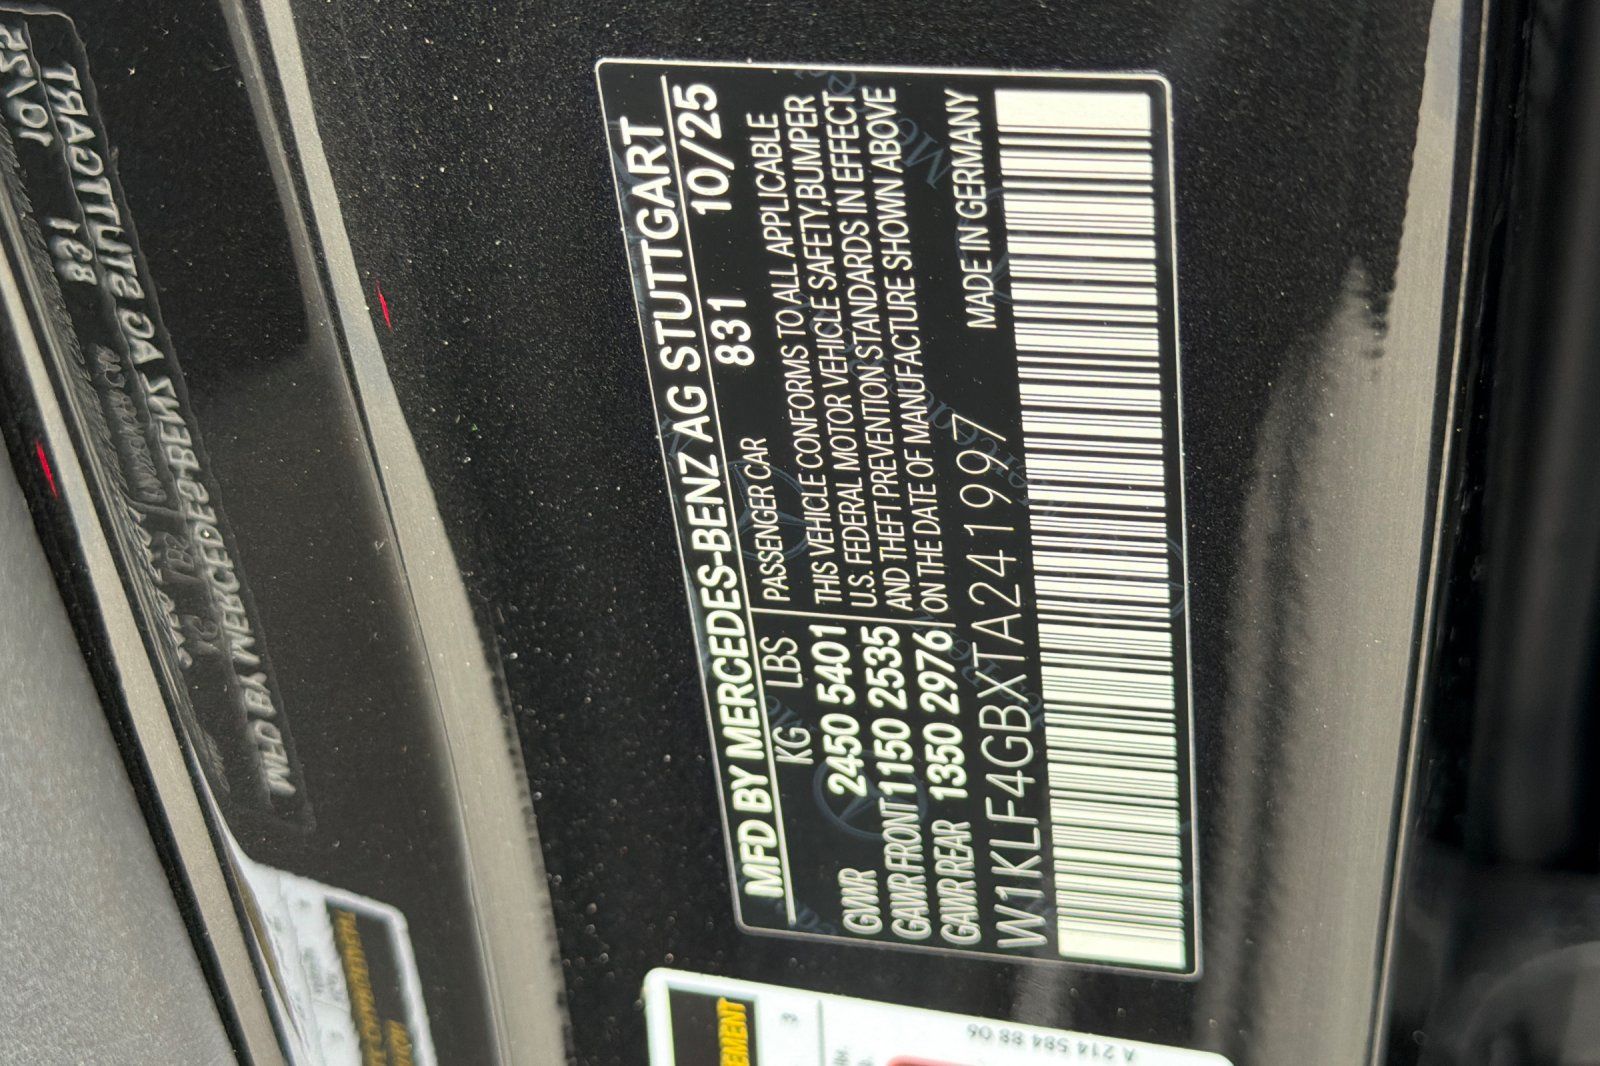 MFD BY MERCEDES-BENZ AG STUTTGART
KG LBS 831 10/25
PASSENGER CAR
GVWR 2450 5401
GAWR FRONT 1150 2535
GAWR REAR 1350 2976
THIS VEHICLE CONFORMS TO ALL APPLICABLE
U.S. FEDERAL MOTOR VEHICLE SAFETY,BUMPER
AND THEFT PREVENTION STANDARDS IN EFFECT
ON THE DATE OF MANUFACTURE SHOWN ABOVE
W1KLF4GBXTA241997 MADE IN GERMANY
A 214 584 88 06